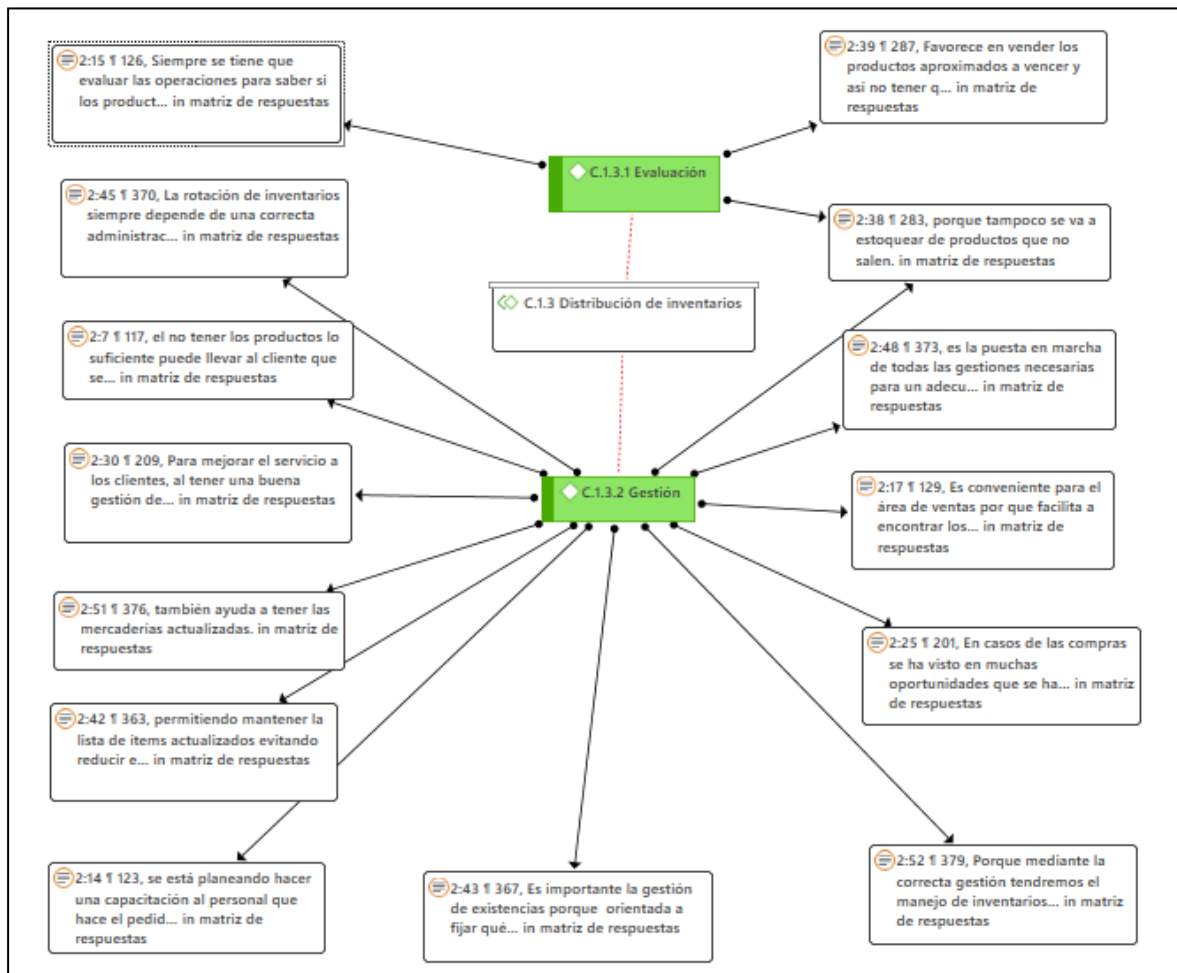 2:15 ¶ 126, Siempre se tiene que
evaluar las operaciones para saber si
los product... in matriz de
respuestas
2:39 ¶ 287, Favorece en vender los
productos aproximados a vencer y
así no tener q... in matriz de
respuestas
C.1.3.1 Evaluación
2:45 ¶ 370, La rotación de inventarios
siempre depende de una correcta
administrac... in matriz de
respuestas
2:38 ¶ 283, porque tampoco se va a
estoquear de productos que no
salen. in matriz de respuestas
C.1.3 Distribución de inventarios
2:7 ¶ 117, el no tener los productos lo
suficiente puede llevar al cliente que
se... in matriz de respuestas
2:48 ¶ 373, es la puesta en marcha
de todas las gestiones necesarias
para un adecu... in matriz de
respuestas
2:30 ¶ 209, Para mejorar el servicio a
los clientes, al tener una buena
gestión de... in matriz de
respuestas
C.1.3.2 Gestión
2:17 ¶ 129, Es conveniente para el
área de ventas por que facilita a
encontrar los... in matriz de
respuestas
2:51 ¶ 376, también ayuda a tener las
mercaderías actualizadas. in matriz de
respuestas
2:25 ¶ 201, En casos de las compras
se ha visto en muchas
oportunidades que se ha... in matriz
de respuestas
2:42 ¶ 363, permitiendo mantener la
lista de ítems actualizados evitando
reducir e... in matriz de respuestas
2:14 ¶ 123, se está planeando hacer
una capacitación al personal que
hace el pedid... in matriz de
respuestas
2:43 ¶ 367, Es importante la gestión
de existencias porque  orientada a
fijar qué... in matriz de respuestas
2:52 ¶ 379, Porque mediante la
correcta gestión tendremos el
manejo de inventarios... in matriz
de respuestas